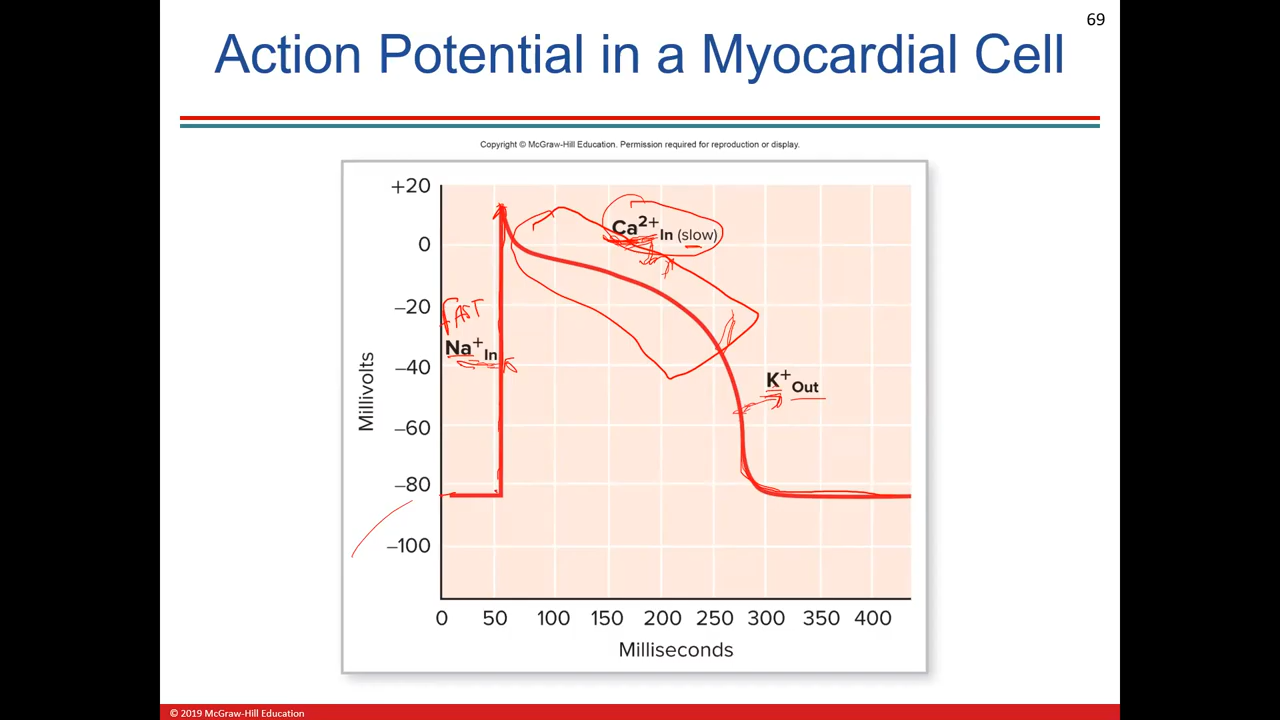 69
Action Potential in a Myocardial Cell
Copyright © McGraw-Hill Education. Permission required for reproduction or display.
+20
Ca2+ In (slow)
0
−20
FAST
Na+ In
−40
K+ Out
Millivolts
−60
−80
−100
0 50 100 150 200 250 300 350 400
Milliseconds
© 2019 McGraw-Hill Education